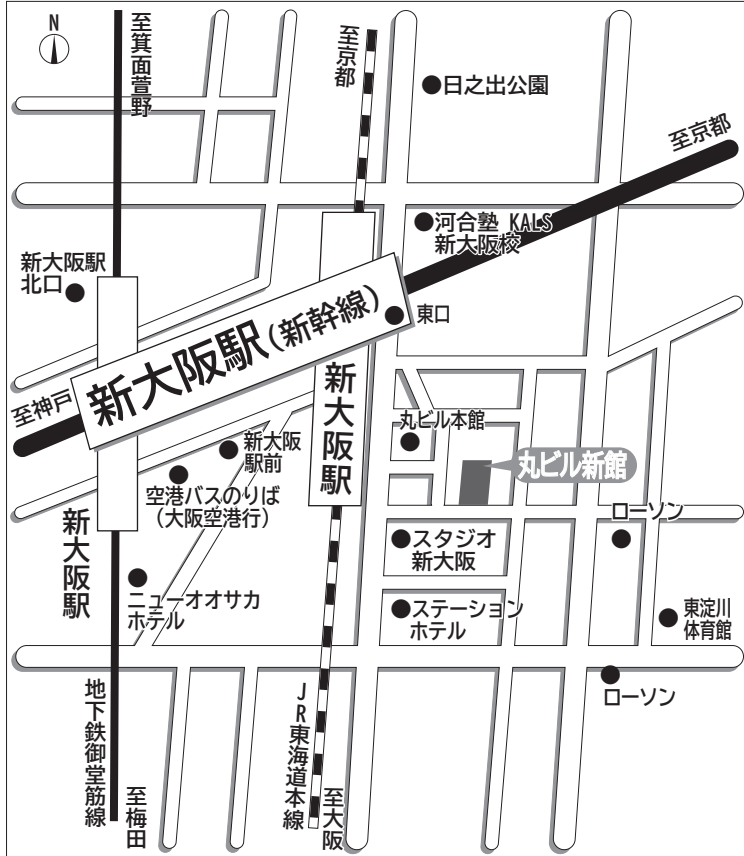 N
至箕面萱野
至京都
日之出公園
至京都
河合塾 KALS
新大阪校
新大阪駅
北口
東口
新大阪駅(新幹線)
至神戸
新大阪駅
丸ビル本館
新大阪
駅前
丸ビル新館
空港バスのりば
(大阪空港行)
ローソン
新大阪駅
スタジオ
新大阪
ニューオオサカ
ホテル
ステーション
ホテル
東淀川
体育館
ローソン
地下鉄御堂筋線
至梅田
JR東海道本線
至大阪